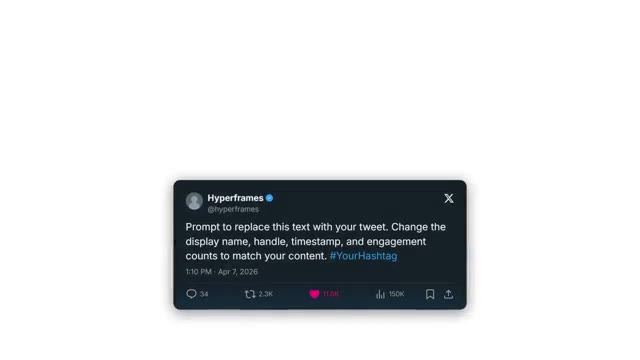 Hyperframes
@hyperframes
Prompt to replace this text with your tweet. Change the
display name, handle, timestamp, and engagement
counts to match your content. #YourHashtag
1:10 PM · Apr 7, 2026
34 2.3K 11.0K 150K